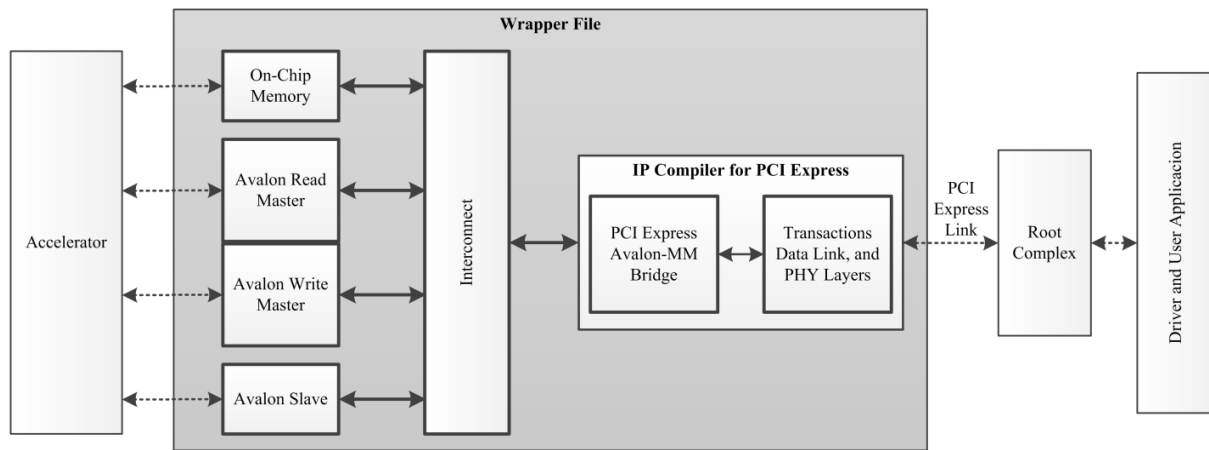 Wrapper File
Accelerator
On-Chip
Memory
Avalon Read
Master
Avalon Write
Master
Avalon Slave
Interconnect
IP Compiler for PCI Express
PCI Express
Avalon-MM
Bridge
Transactions
Data Link, and
PHY Layers
PCI
Express
Link
Root
Complex
Driver and User Applicacion